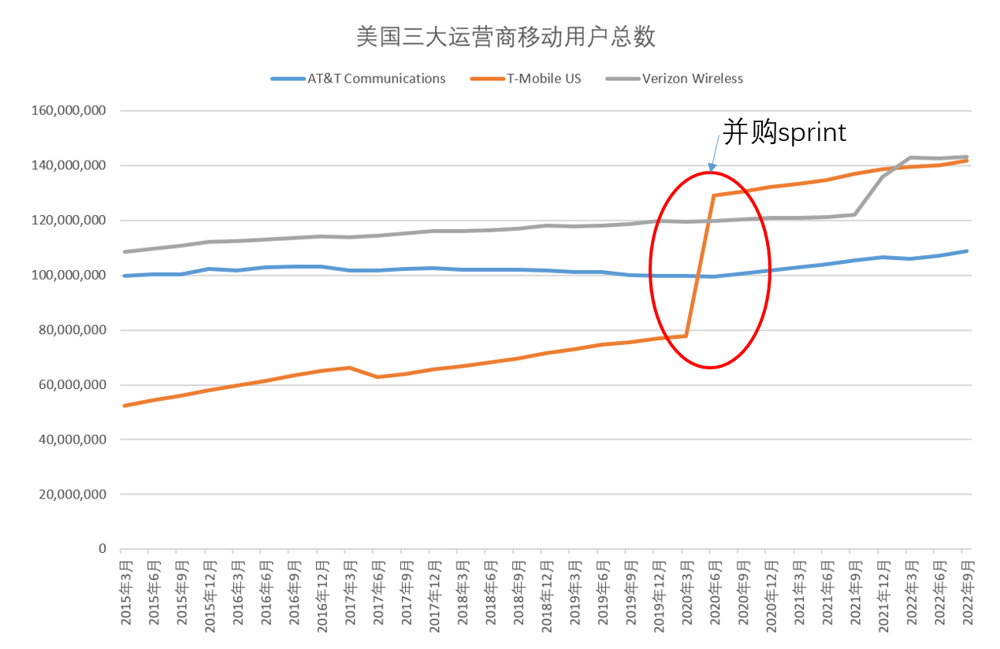 美国三大运营商移动用户总数
AT&T Communications T-Mobile US Verizon Wireless
160,000,000
并购sprint
140,000,000
120,000,000
100,000,000
80,000,000
60,000,000
40,000,000
20,000,000
0
2015年3月
2015年6月
2015年9月
2015年12月
2016年3月
2016年6月
2016年9月
2016年12月
2017年3月
2017年6月
2017年9月
2017年12月
2018年3月
2018年6月
2018年9月
2018年12月
2019年3月
2019年6月
2019年9月
2019年12月
2020年3月
2020年6月
2020年9月
2020年12月
2021年3月
2021年6月
2021年9月
2021年12月
2022年3月
2022年6月
2022年9月